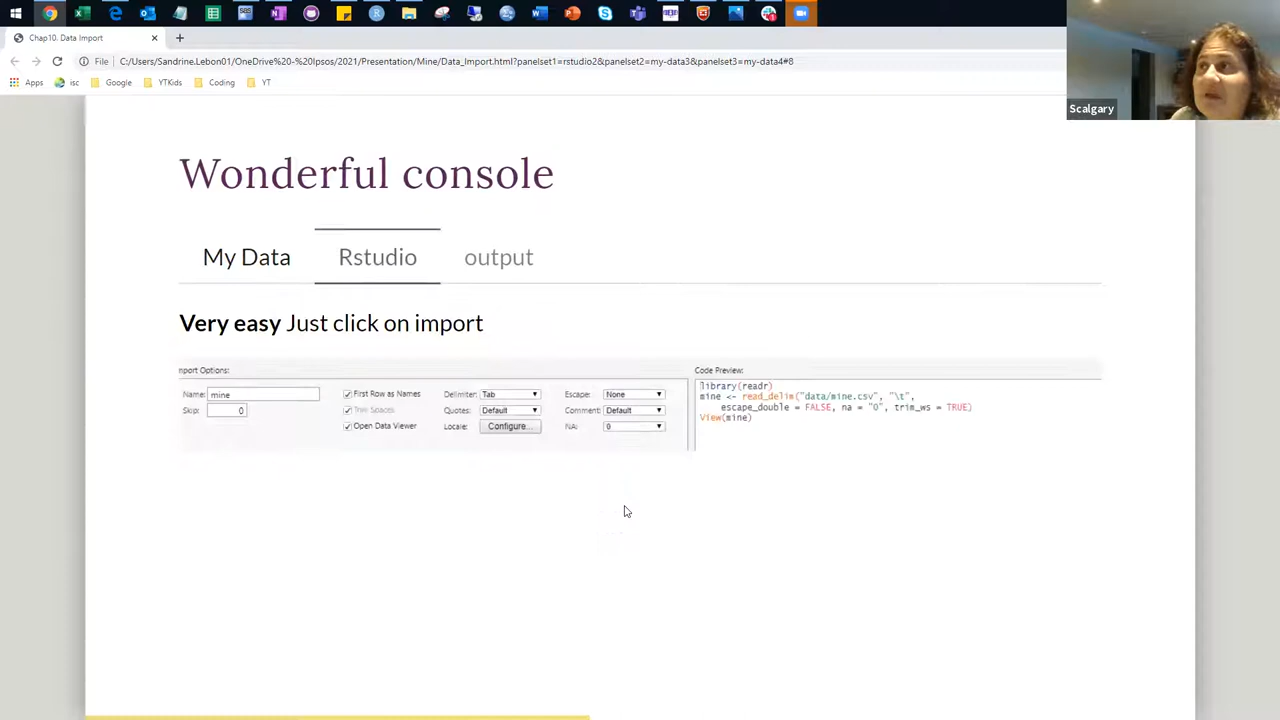 Chap10. Data Import
File
C:/Users/Sandrine.Lebon01/OneDrive%20-%20Ipsos/2021/Presentation/Mine/Data_Import.html?panelset1=rstudio2&panelset2=my-data3&panelset3=my-data4#8
Apps
isc
Google
YTKids
Coding
YT
Scalgary
Wonderful console
My Data
Rstudio
output
Very easy Just click on import
mport Options:
Name: mine
Skip: 0
First Row as Names
Trim Spaces
Open Data Viewer
Delimiter: Tab
Quotes: Default
Locale: Configure...
Escape: None
Comment: Default
NA: 0
Code Preview:
library(readr)
mine <- read_delim("data/mine.csv", "\t",
escape_double = FALSE, na = "0", trim_ws = TRUE)
View(mine)